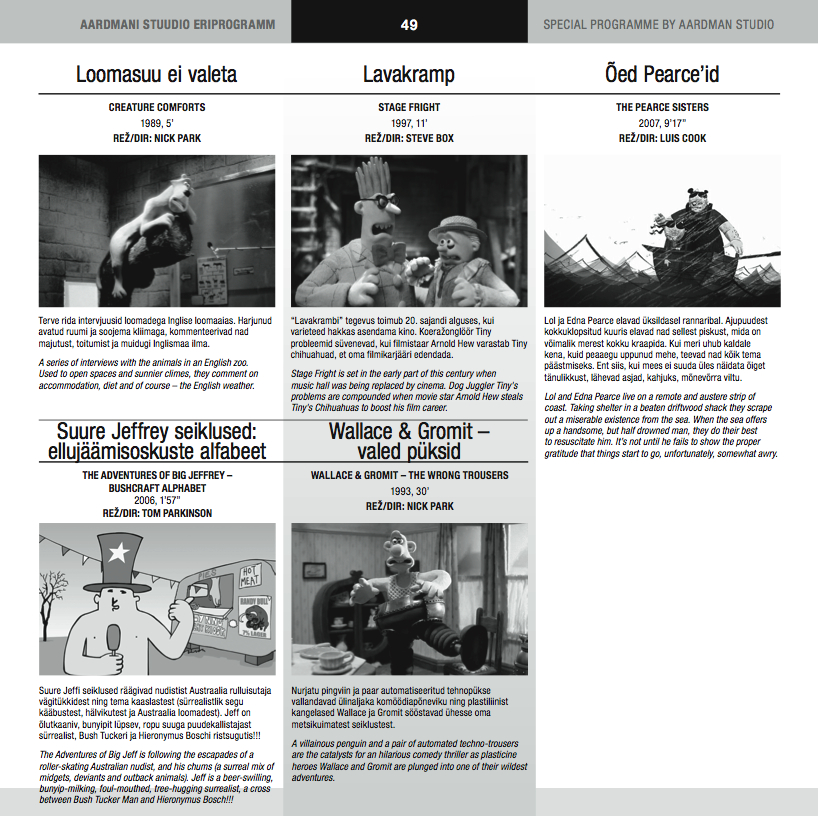 AARDMANI STUUDIO ERIPROGRAMM
49
SPECIAL PROGRAMME BY AARDMAN STUDIO
Loomasuu ei valeta
CREATURE COMFORTS
1989, 5’
REŽ/DIR: NICK PARK
Terve rida intervjuusid loomadega Inglise loomaaias. Harjunud
avatud ruumi ja soojema kliimaga, kommenteerivad nad
majutust, toitumist ja muidugi Inglismaa ilma.
A series of interviews with the animals in an English zoo.
Used to open spaces and sunnier climes, they comment on
accommodation, diet and of course – the English weather.
Lavakramp
STAGE FRIGHT
1997, 11’
REŽ/DIR: STEVE BOX
“Lavakrambi” tegevus toimub 20. sajandi alguses, kui
varieteed hakkas asendama kino. Koeražonglöör Tiny
probleemid süvenevad, kui filmistaar Arnold Hew varastab Tiny
chihuahuad, et oma filmikarjääri edendada.
Stage Fright is set in the early part of this century when
music hall was being replaced by cinema. Dog Juggler Tiny’s
problems are compounded when movie star Arnold Hew steals
Tiny’s Chihuahuas to boost his film career.
Õed Pearce’id
THE PEARCE SISTERS
2007, 9’17”
REŽ/DIR: LUIS COOK
Lol ja Edna Pearce elavad üksildasel rannaribal. Ajupuudest
kokkuklopsitud kuuris elavad nad sellest piskust, mida on
võimalik merest kokku kraapida. Kui meri uhub kaldale
kena, kuid peaaegu uppunud mehe, teevad nad kõik tema
päästmiseks. Ent siis, kui mees ei suuda üles näidata õiget
tänulikkust, lähevad asjad, kahjuks, mõnevõrra viltu.
Lol and Edna Pearce live on a remote and austere strip of
coast. Taking shelter in a beaten driftwood shack they scrape
out a miserable existence from the sea. When the sea offers
up a handsome, but half drowned man, they do their best
to resuscitate him. It’s not until he fails to show the proper
gratitude that things start to go, unfortunately, somewhat awry.
Suure Jeffrey seiklused:
ellujäämisoskuste alfabeet
THE ADVENTURES OF BIG JEFFREY –
BUSHCRAFT ALPHABET
2006, 1’57”
REŽ/DIR: TOM PARKINSON
PIES
HOT
MEAT
7% LAGER
Suure Jeffi seiklused räägivad nudistist Austraalia rulluisutaja
vägitükkidest ning tema kaaslastest (sürrealistlik segu
kääbustest, hälvikutest ja Austraalia loomadest). Jeff on
õlutkaaniv, bunyipit lüpsev, ropu suuga puudekallistajast
sürrealist, Bush Tuckeri ja Hieronymus Boschi ristsugutis!!!
The Adventures of Big Jeff is following the escapades of a
roller-skating Australian nudist, and his chums (a surreal mix of
midgets, deviants and outback animals). Jeff is a beer-swilling,
bunyip-milking, foul-mouthed, tree-hugging surrealist, a cross
between Bush Tucker Man and Hieronymus Bosch!!!
Wallace & Gromit –
valed püksid
WALLACE & GROMIT – THE WRONG TROUSERS
1993, 30’
REŽ/DIR: NICK PARK
Nurjatu pingviin ja paar automatiseeritud tehnopükse
vallandavad ülinaljaka komöödiapõneviku ning plastiliinist
kangelased Wallace ja Gromit sööstavad ühesse oma
metsikuimatest seiklustest.
A villainous penguin and a pair of automated techno-trousers
are the catalysts for an hilarious comedy thriller as plasticine
heroes Wallace and Gromit are plunged into one of their wildest
adventures.